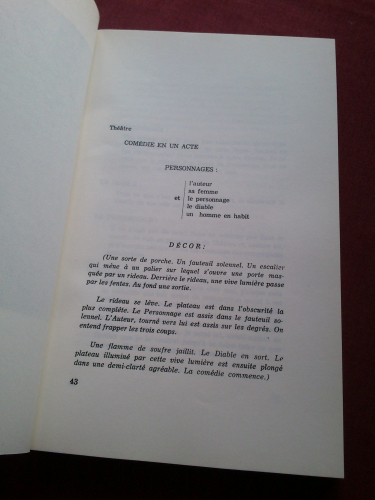 Théâtre
COMÉDIE EN UN ACTE
PERSONNAGES :
l'auteur
sa femme
et le personnage
le diable
un homme en habit
DÉCOR :
(Une sorte de porche. Un fauteuil solennel. Un escalier
qui mène à un palier sur lequel s'ouvre une porte mas-
quée par un rideau. Derrière le rideau, une vive lumière passe
par les fentes. Au fond une sortie.
Le rideau se lève. Le plateau est dans l'obscurité la
plus complète. Le Personnage est assis dans le fauteuil so-
lennel. L'Auteur, tourné vers lui est assis sur les degrés. On
entend frapper les trois coups.
Une flamme de soufre jaillit. Le Diable en sort. Le
plateau illuminé par cette vive lumière est ensuite plongé
dans une demi-clarté agréable. La comédie commence.)
43